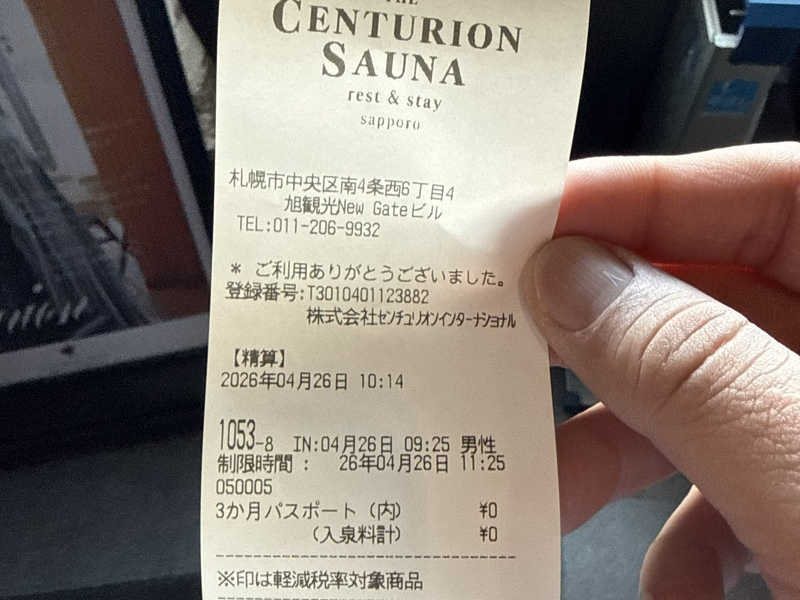 THE
CENTURION
SAUNA
rest & stay
sapporo
札幌市中央区南4条西6丁目4
旭観光New Gateビル
TEL:011-206-9932
* ご利用ありがとうございました。
登録番号:T3010401123882
株式会社センチュリオンインターナショナル
【精算】
2026年04月26日 10:14
1053-8 IN:04月26日 09:25 男性
制限時間 : 26年04月26日 11:25
050005
3か月パスポート (内) ¥0
(入泉料計) ¥0
※印は軽減税率対象商品